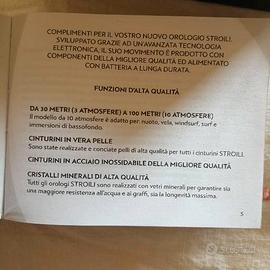 COMPLIMENTI PER IL VOSTRO NUOVO OROLOGIO STROILI.
SVILUPPATO GRAZIE AD UN'AVANZATA TECNOLOGIA
ELETTRONICA, IL SUO MOVIMENTO È PRODOTTO CON
COMPONENTI DELLA MIGLIORE QUALITÀ ED ALIMENTATO
CON BATTERIA A LUNGA DURATA.
FUNZIONI D'ALTA QUALITÀ
DA 30 METRI (3 ATMOSFERE) A 100 METRI (10 ATMOSFERE)
Il modello da 10 atmosfere è adatto per: nuoto, vela, windsurf, surf e
immersioni di bassofondo.
CINTURINI IN VERA PELLE
Sono state realizzate e conciate pelli di alta qualità per tutti i cinturini STROILI.
CINTURINI IN ACCIAIO INOSSIDABILE DELLA MIGLIORE QUALITÀ
CRISTALLI MINERALI DI ALTA QUALITÀ
Tutti gli orologi STROILI sono realizzati con vetri minerali per garantire sia
una maggiore resistenza all'acqua e ai graffi, sia la longevità massima.
5
subito.it